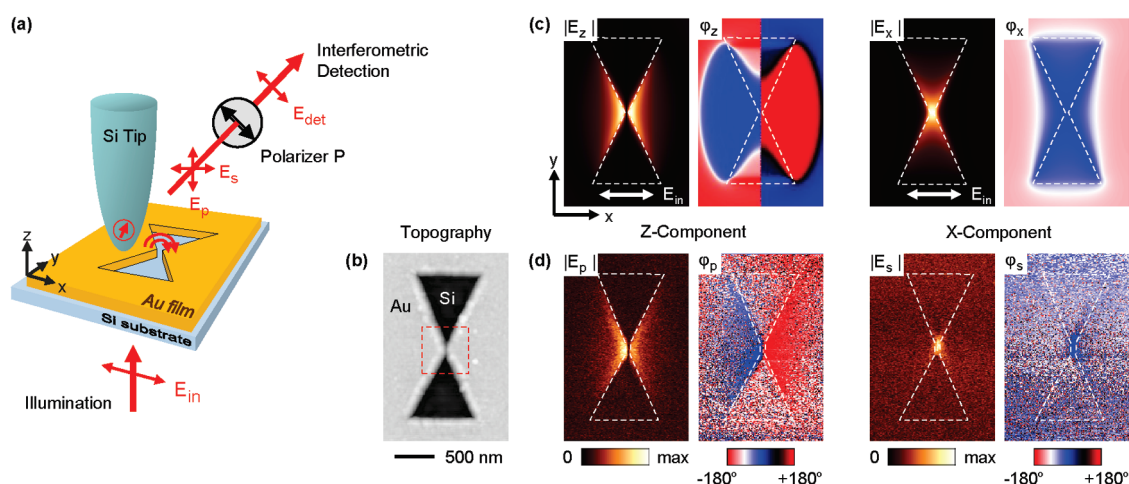 (a)
Interferometric
Detection
E_det
Si Tip
Polarizer P
E_s
E_p
z
y
x
Au film
Si substrate
E_in
Illumination
Topography
(b)
Au
Si
500 nm
(c)
|E_z|
φ_z
|E_x|
φ_x
y
x
E_in
E_in
Z-Component
X-Component
(d)
|E_p|
φ_p
|E_s|
φ_s
0
max
-180°
+180°
0
max
-180°
+180°